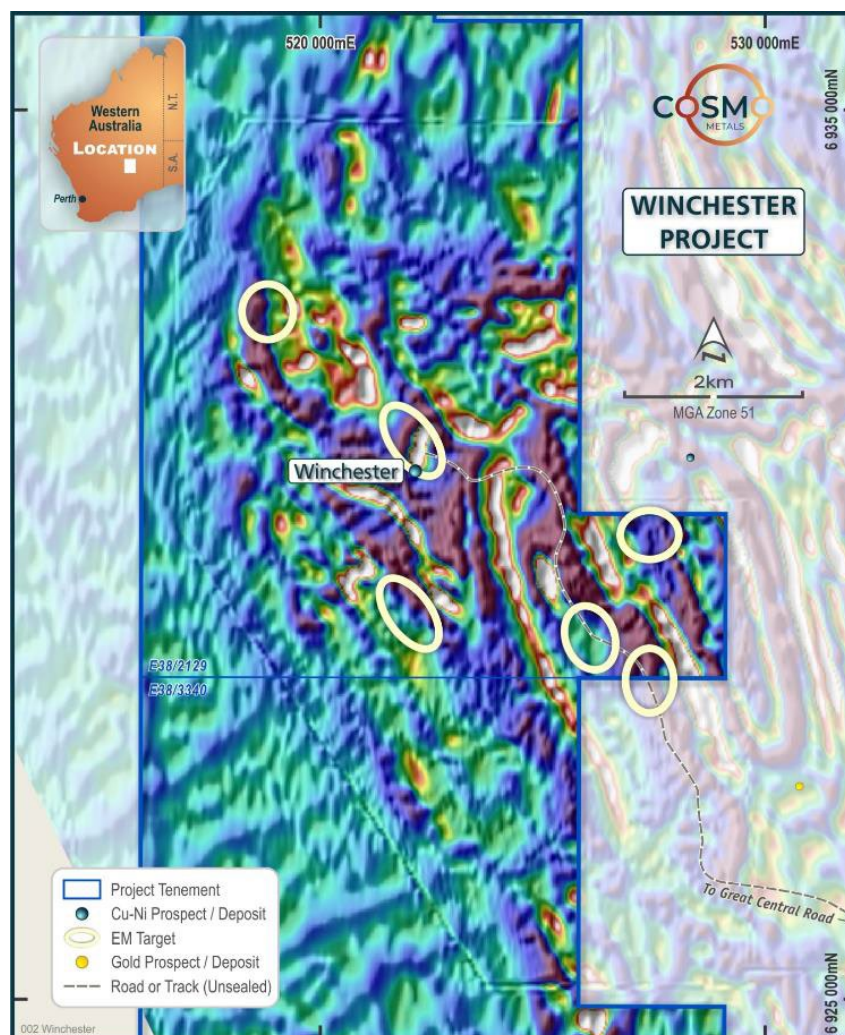 520 000mE
530 000mE
6 935 000mN
Western
Australia
LOCATION
N.T.
S.A.
Perth
COSMO
METALS
WINCHESTER
PROJECT
N
2km
MGA Zone 51
Winchester
E38/2129
E38/3340
Project Tenement
Cu-Ni Prospect / Deposit
EM Target
Gold Prospect / Deposit
Road or Track (Unsealed)
To Great Central Road
6 925 000mN
002 Winchester